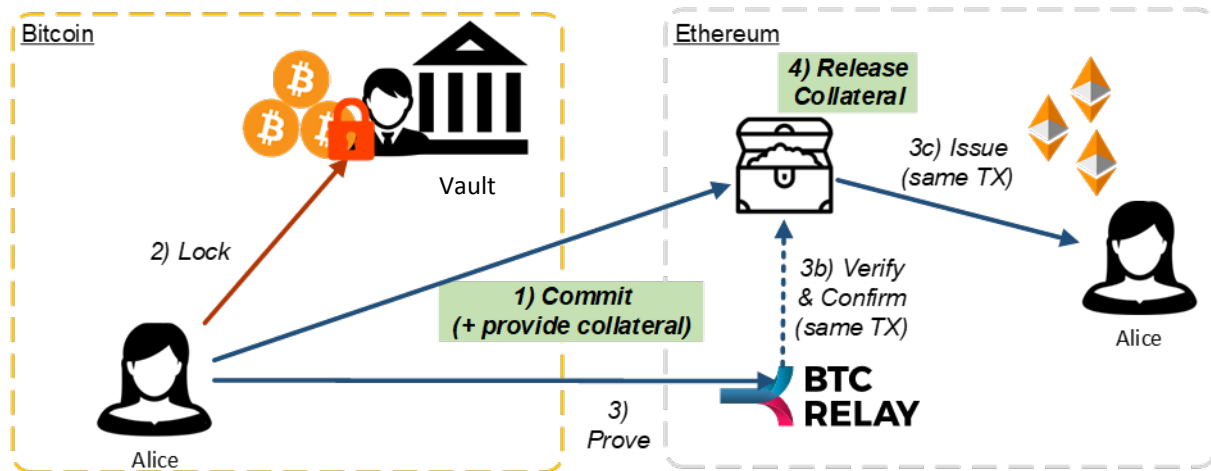 Bitcoin
Vault
2) Lock
Alice
1) Commit
(+ provide collateral)
3)
Prove
Ethereum
4) Release
Collateral
3c) Issue
(same TX)
3b) Verify
& Confirm
(same TX)
BTC
RELAY
Alice